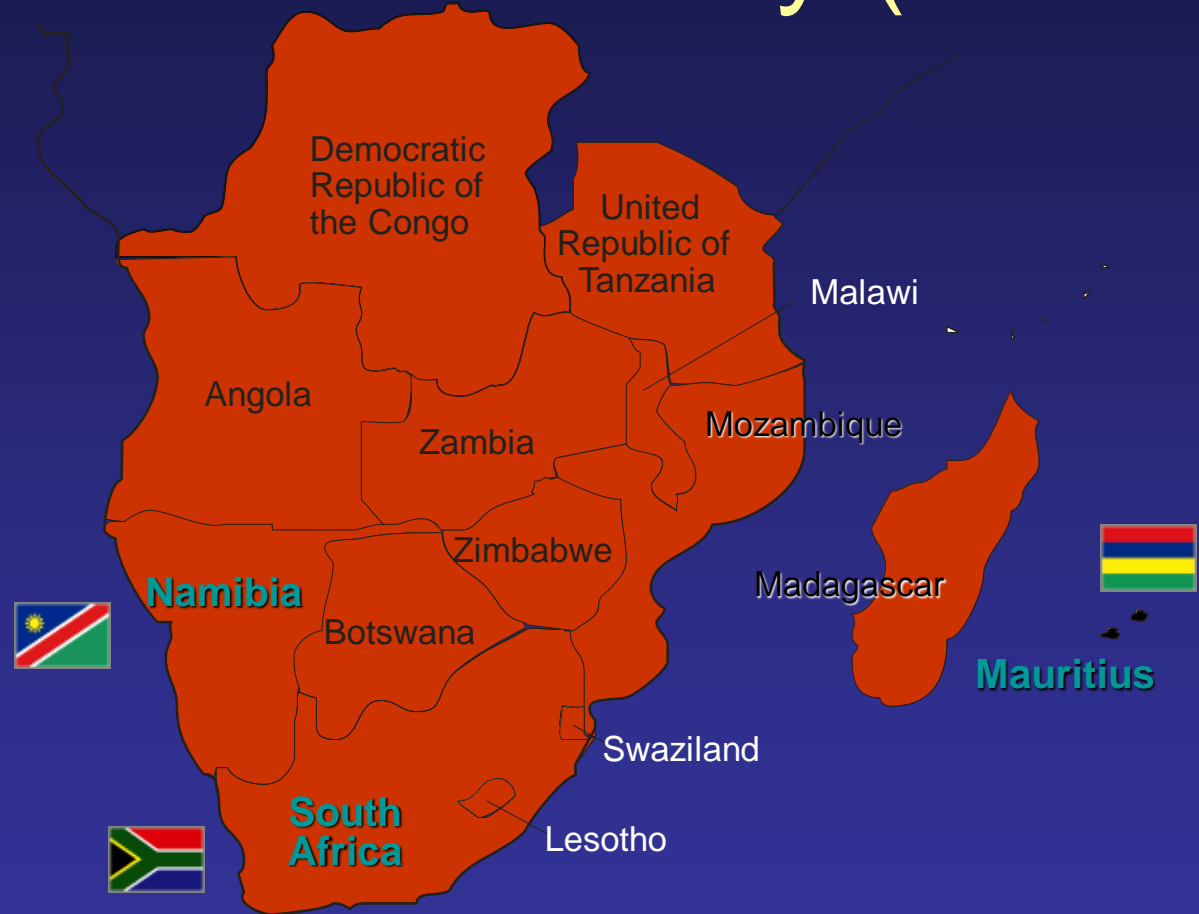 Democratic
Republic of
the Congo
United
Republic of
Tanzania
Malawi
Angola
Mozambique
Zambia
Zimbabwe
Namibia
Madagascar
Botswana
Mauritius
Swaziland
South
Africa
Lesotho